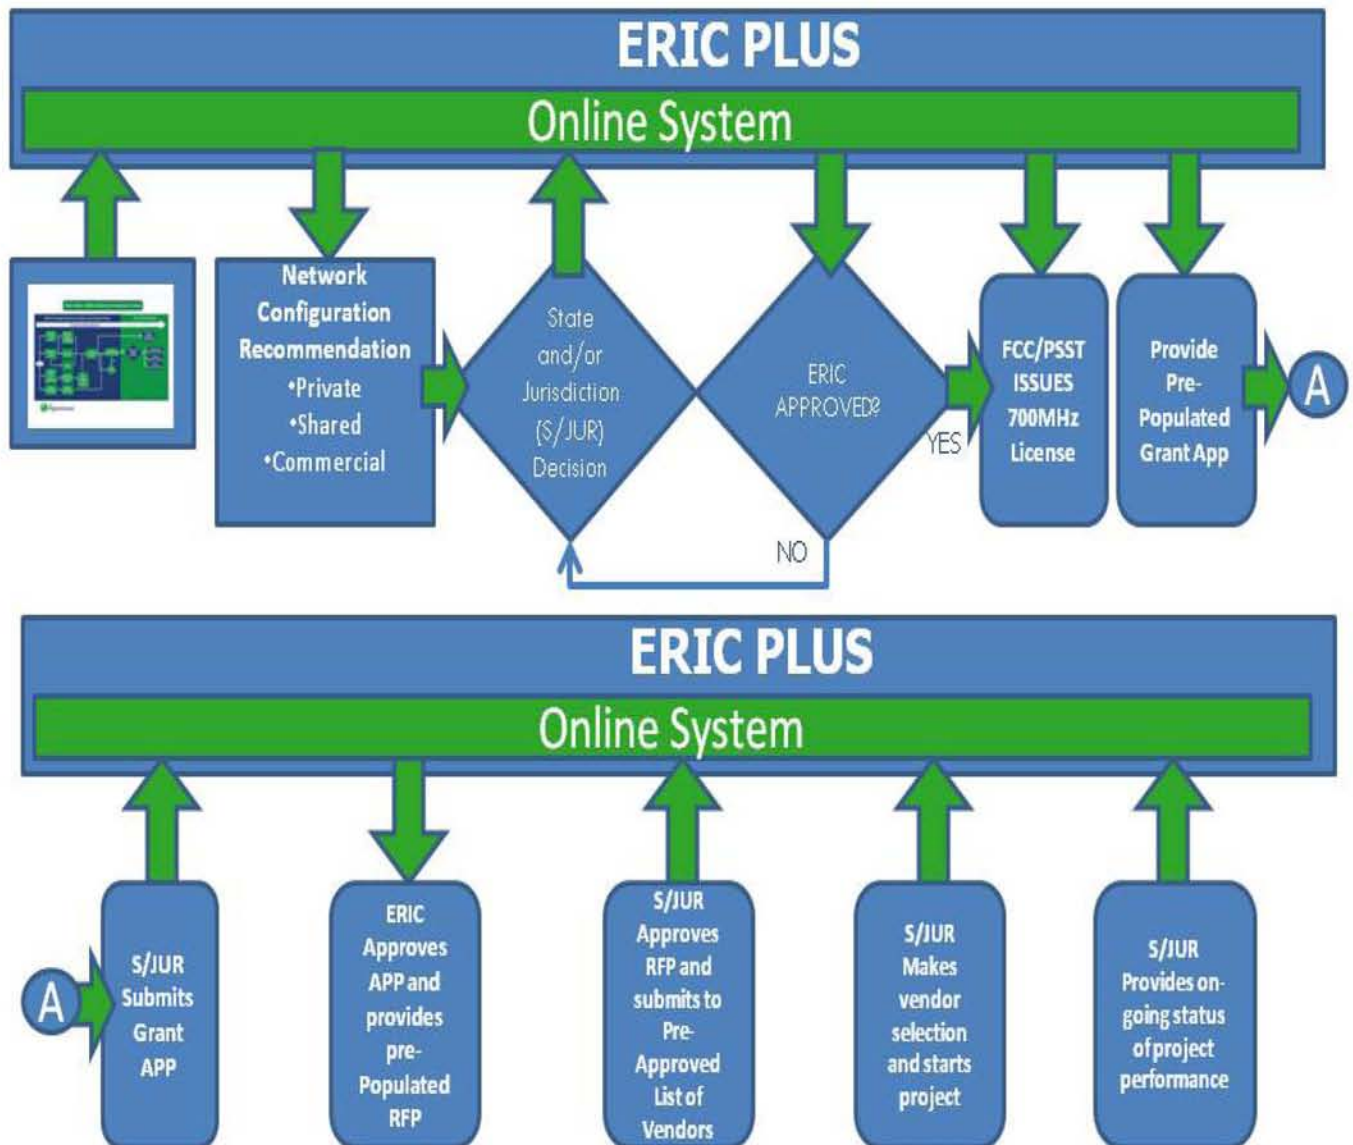 ERIC PLUS
Online System
Network
Configuration
Recommendation
•Private
•Shared
•Commercial
State
and/or
Jurisdiction
(S/JUR)
Decision
ERIC
APPROVED?
YES
NO
FCC/PSST
ISSUES
700MHz
License
Provide
Pre-
Populated
Grant App
A
ERIC PLUS
Online System
A
S/JUR
Submits
Grant
APP
ERIC
Approves
APP and
provides
pre-
Populated
RFP
S/JUR
Approves
RFP and
submits to
Pre-
Approved
List of
Vendors
S/JUR
Makes
vendor
selection
and starts
project
S/JUR
Provides on-
going status
of project
performance